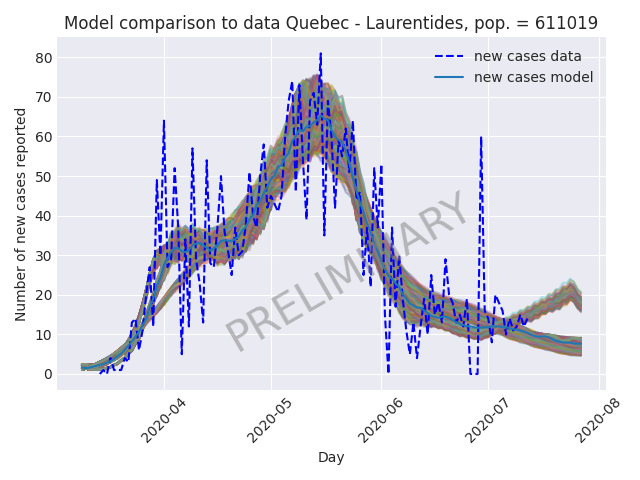 Model comparison to data Quebec - Laurentides, pop. = 611019
new cases data
new cases model
Number of new cases reported
80
70
60
50
40
30
20
10
0
PRELIMINARY
2020-04
2020-05
2020-06
2020-07
2020-08
Day